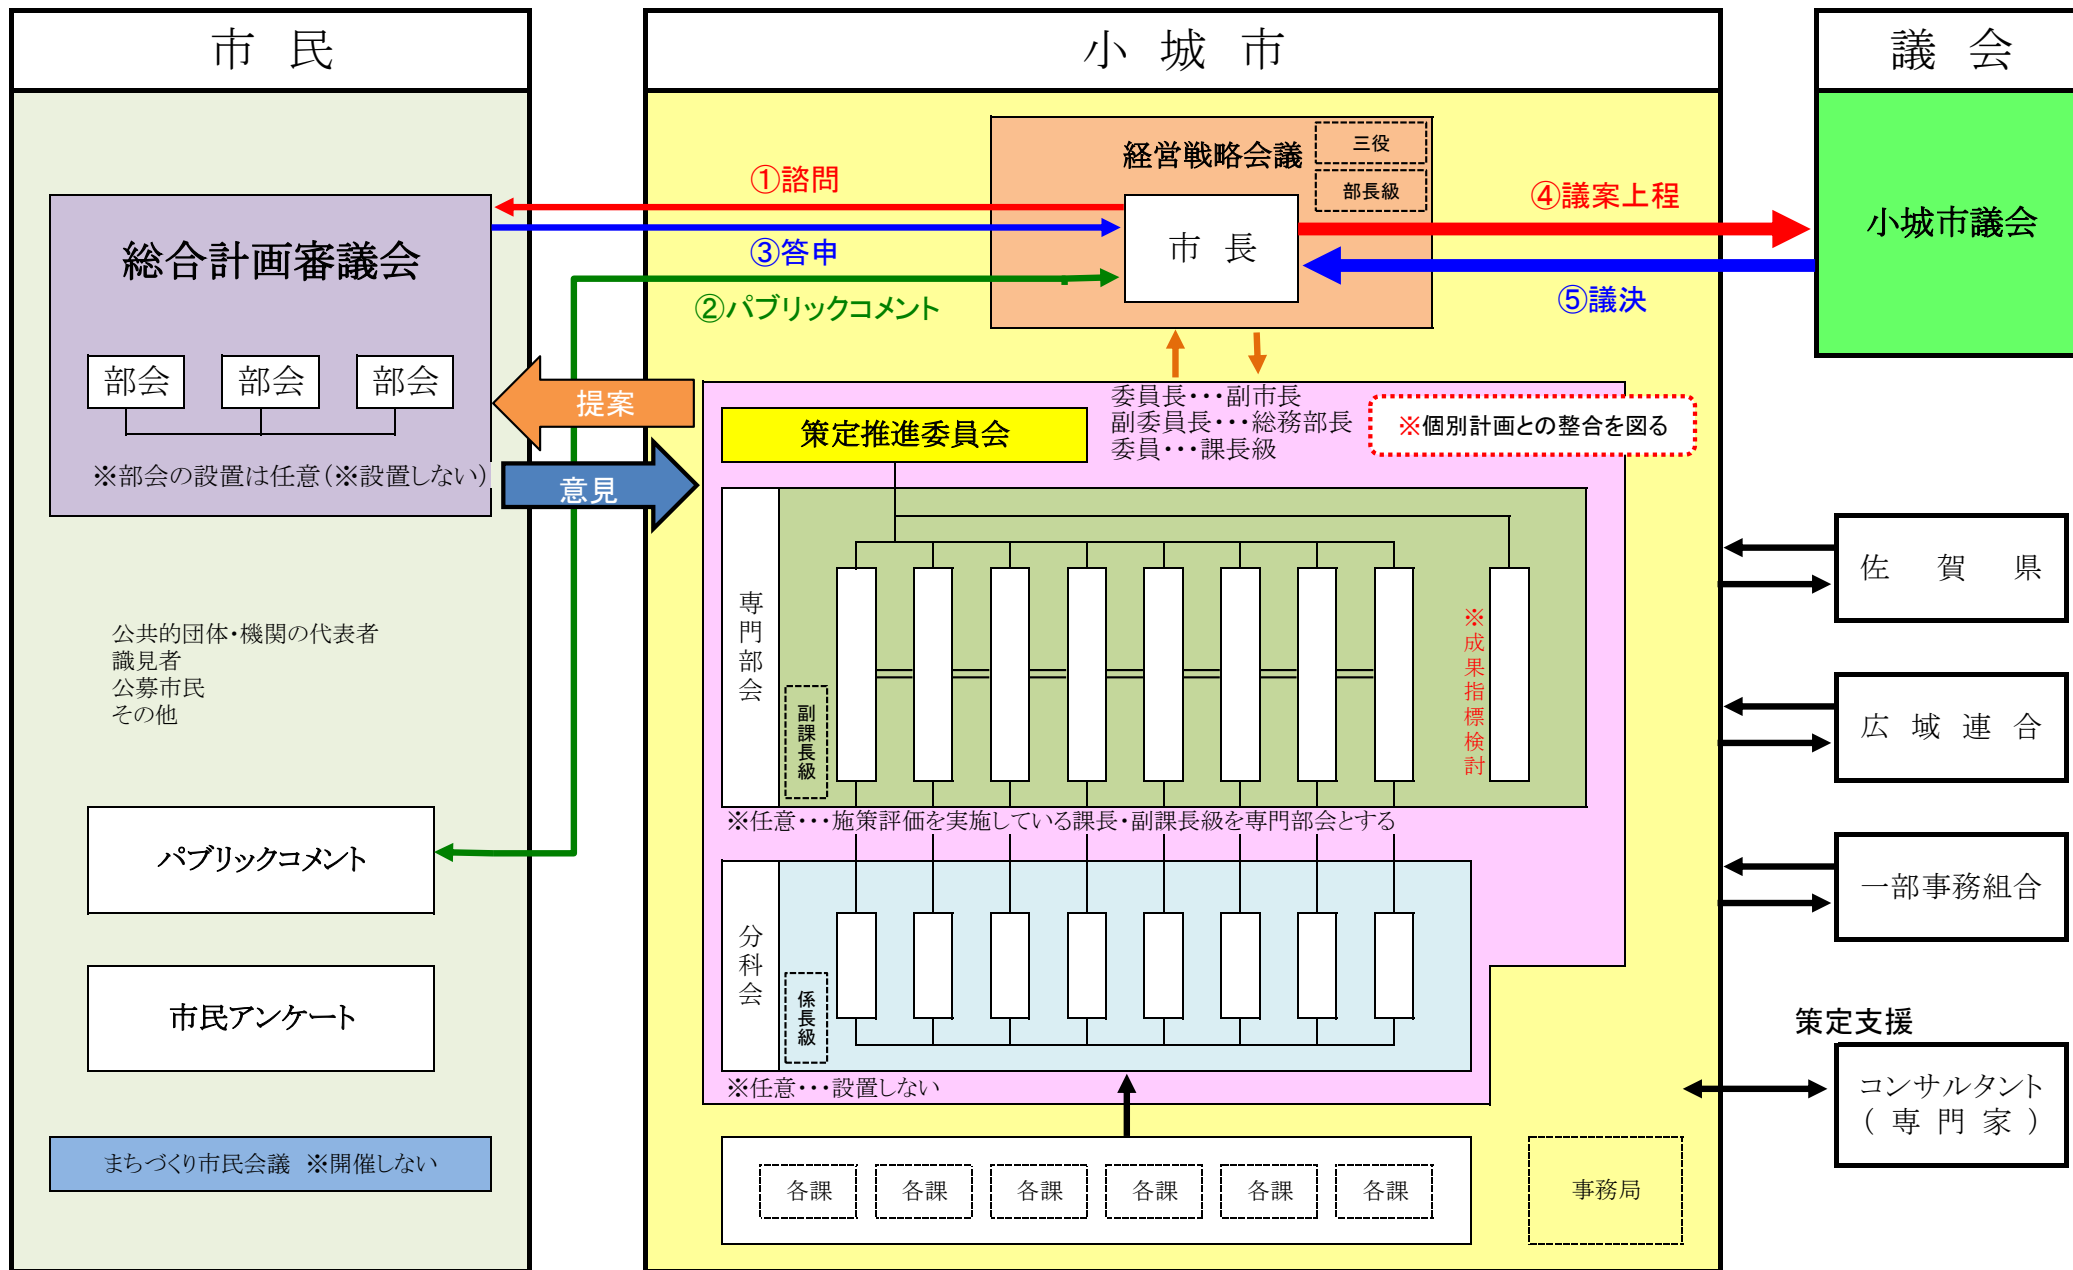 市 民
総合計画審議会
部会
部会
部会
※部会の設置は任意(※設置しない)
公共的団体・機関の代表者
識見者
公募市民
その他
パブリックコメント
市民アンケート
まちづくり市民会議 ※開催しない
①諮問
③答申
②パブリックコメント
提案
意見
小 城 市
経営戦略会議
三役
部長級
市 長
委員長・・・副市長
副委員長・・・総務部長
委員・・・課長級
※個別計画との整合を図る
策定推進委員会
専門部会
副課長級
※成果指標検討
※任意・・・施策評価を実施している課長・副課長級を専門部会とする
分科会
係長級
※任意・・・設置しない
各課
各課
各課
各課
各課
各課
事務局
④議案上程
⑤議決
議 会
小城市議会
佐 賀 県
広 域 連 合
一部事務組合
策定支援
コンサルタント
( 専 門 家 )